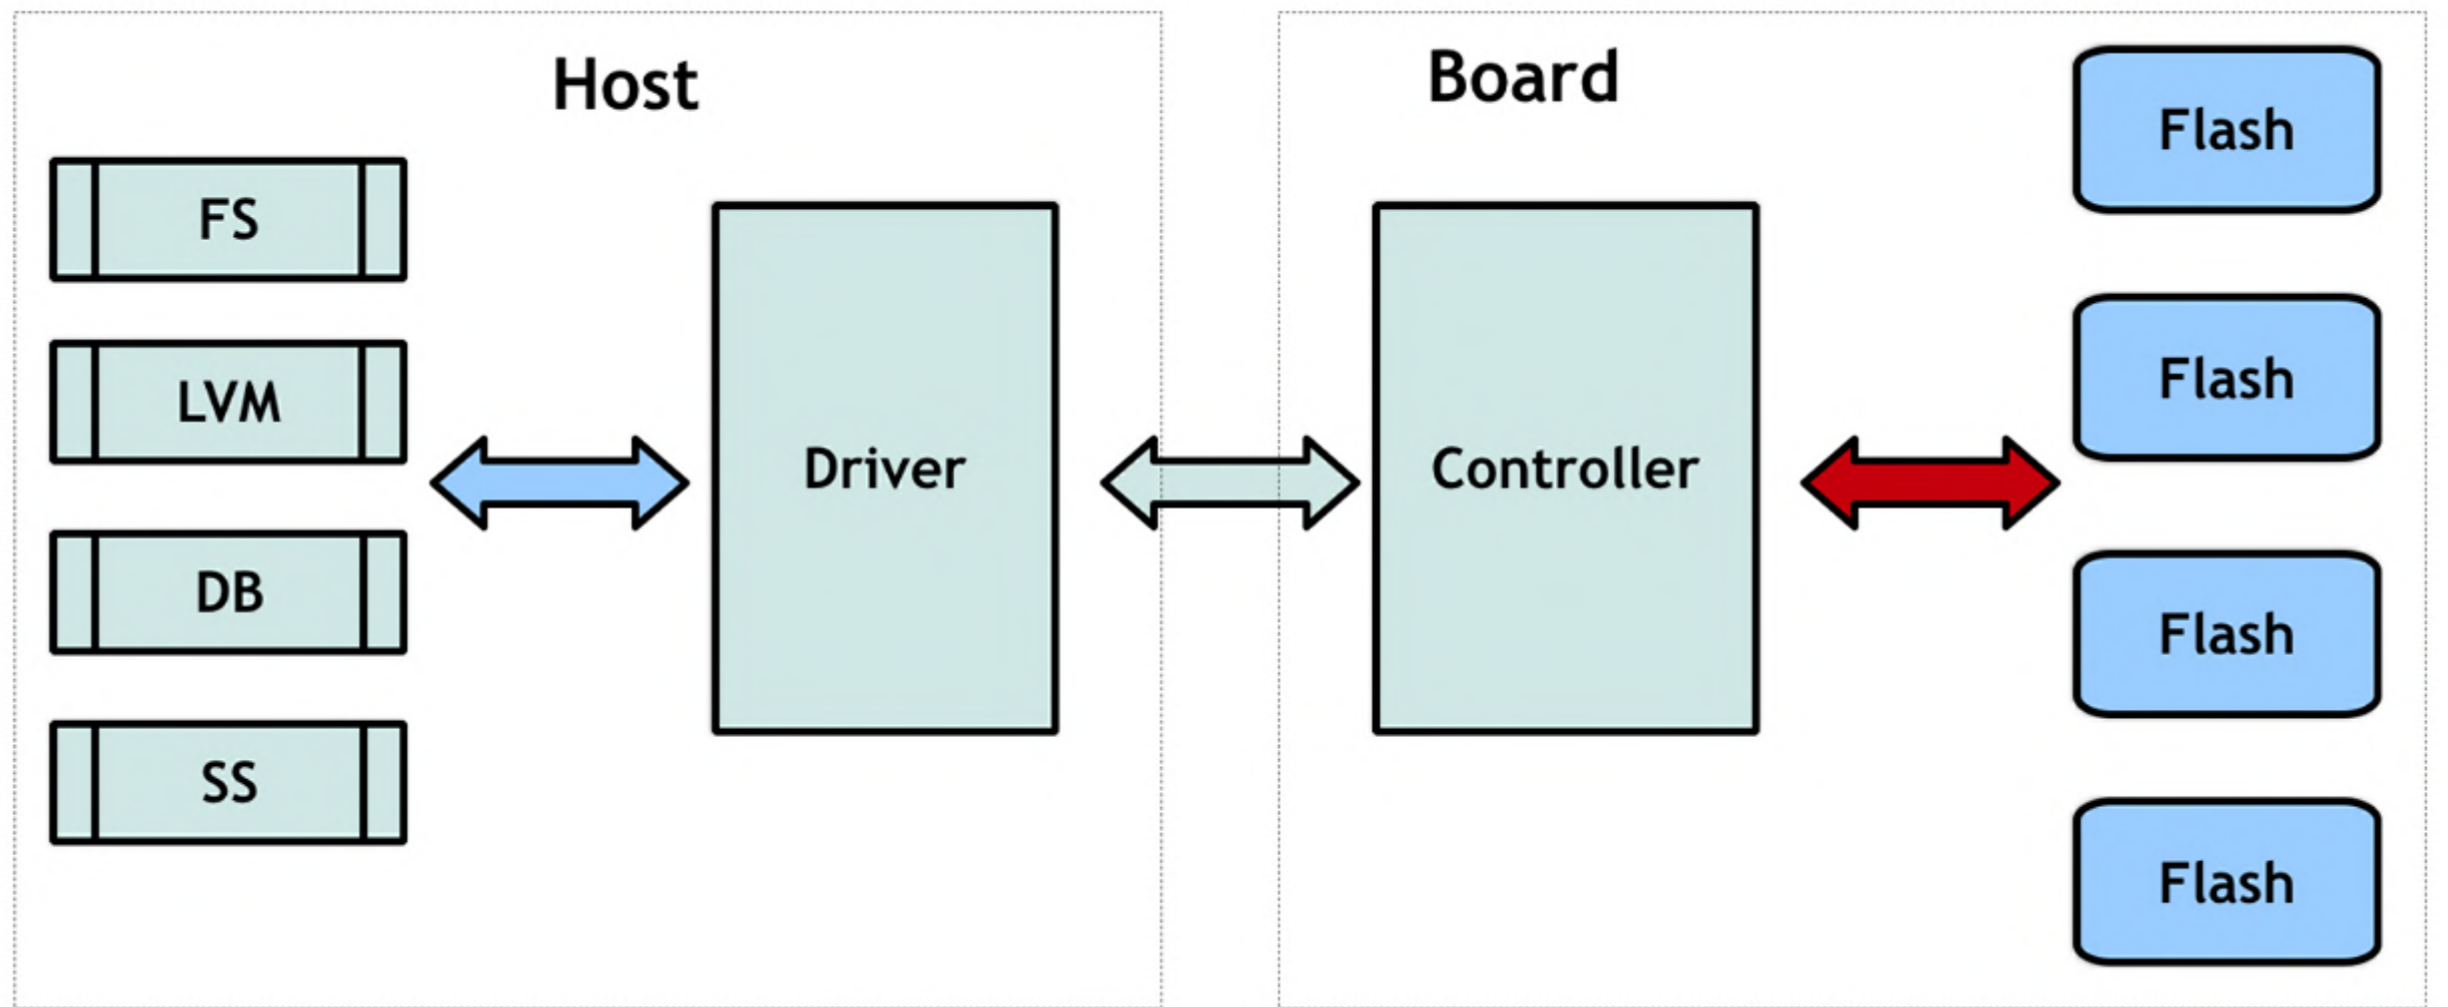 Host
FS
LVM
DB
SS
Driver
Board
Controller
Flash
Flash
Flash
Flash